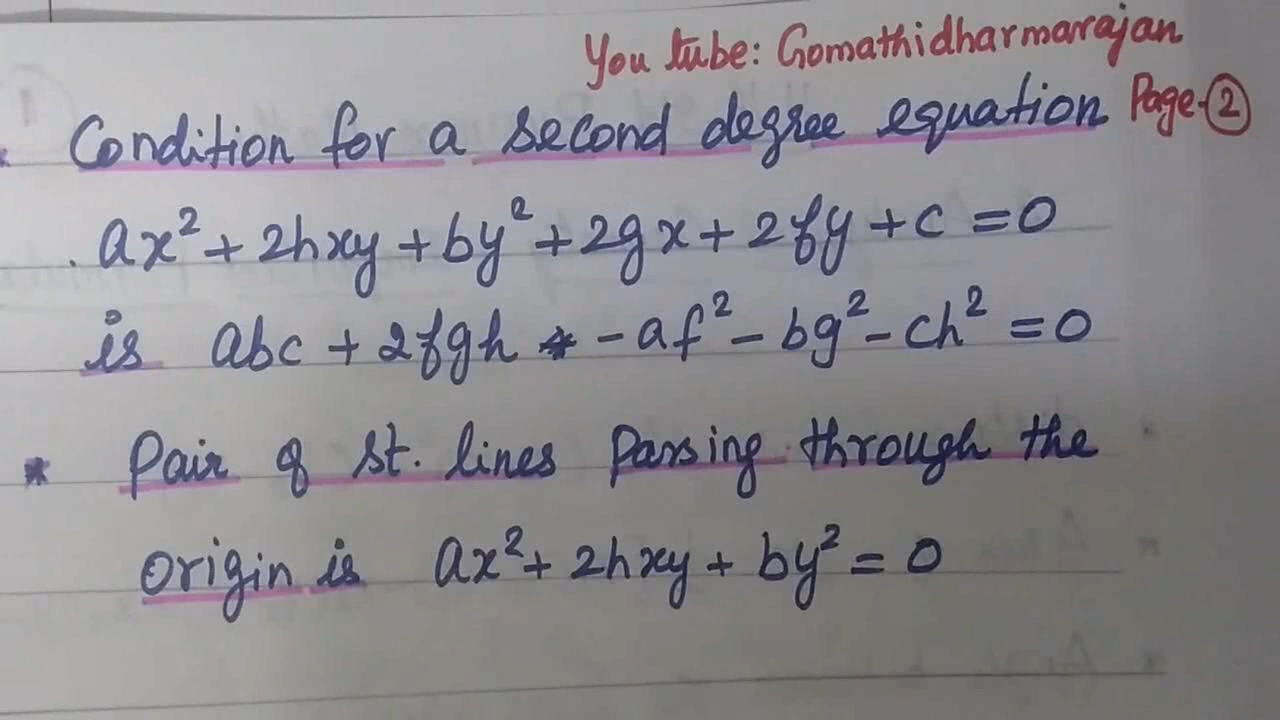 You tube: Gomathidharmarajan
Page-②
Condition for a second degree equation
ax² + 2hxy + by² + 2gx + 2fy + c = 0
is abc + 2fgh - af² - bg² - ch² = 0
* Pair of st. lines Passing through the
origin is ax² + 2hxy + by² = 0